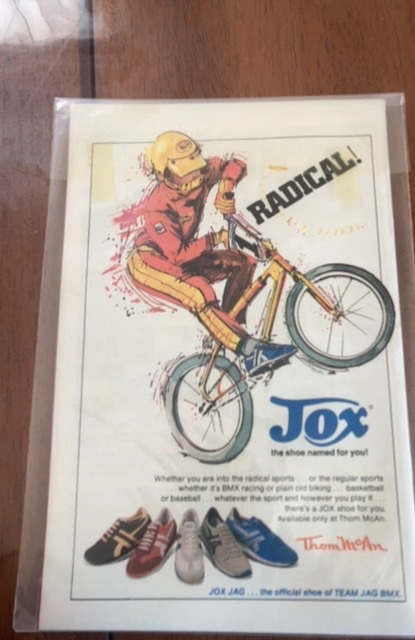 RADICAL!
Jox®
the shoe named for you!
Whether you are into the radical sports . . . or the regular sports
. . . whether it's BMX racing or plain old biking . . . basketball
or baseball . . . whatever the sport and however you play it . . .
there's a JOX shoe for you.
Available only at Thom McAn.
Thom McAn
JOX JAG . . . the official shoe of TEAM JAG BMX.